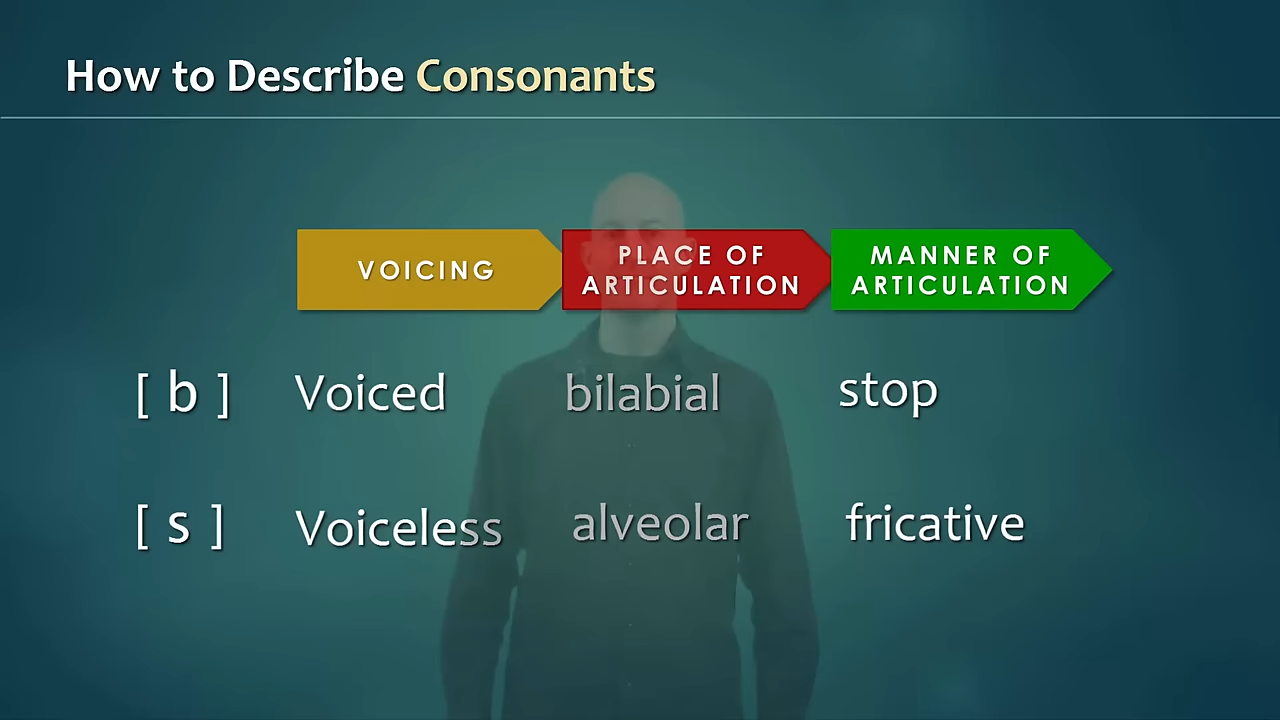 How to Describe Consonants
VOICING
PLACE OF
ARTICULATION
MANNER OF
ARTICULATION
[ b ] Voiced bilabial stop
[ s ] Voiceless alveolar fricative